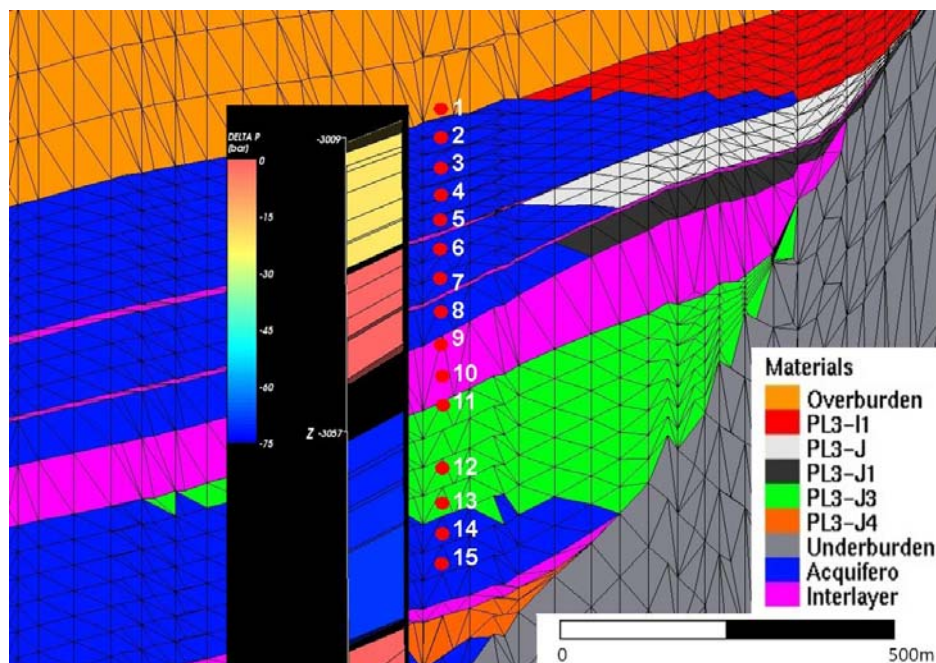 DELTA P
(bar)
0
-15
-30
-45
-60
-75
-3009
Z -3057
1
2
3
4
5
6
7
8
9
10
11
12
13
14
15
Materials
Overburden
PL3-I1
PL3-J
PL3-J1
PL3-J3
PL3-J4
Underburden
Acquifero
Interlayer
0 500m